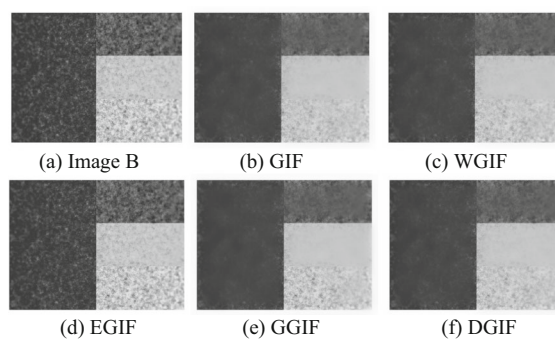 (a) Image B (b) GIF (c) WGIF
(d) EGIF (e) GGIF (f) DGIF